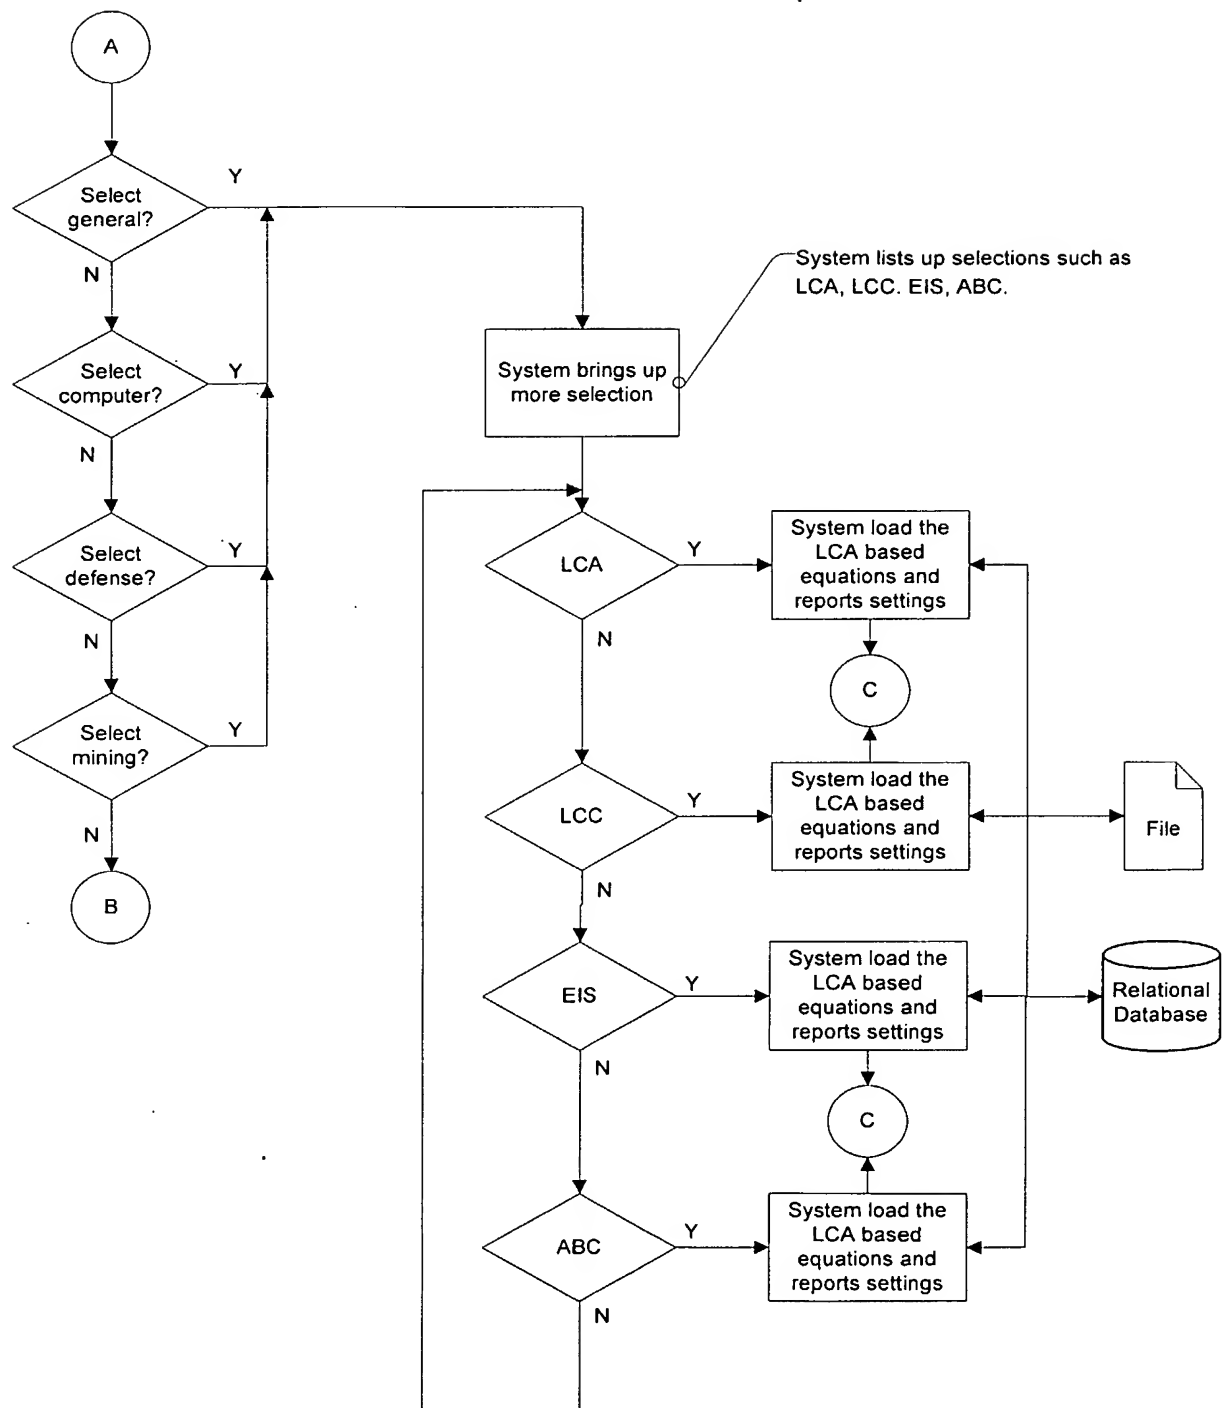 A
Select
general?
Y
N
Select
computer?
Y
N
Select
defense?
Y
N
Select
mining?
Y
N
B
System lists up selections such as
LCA, LCC. EIS, ABC.
System brings up
more selection
LCA
Y
N
System load the
LCA based
equations and
reports settings
C
LCC
Y
N
System load the
LCA based
equations and
reports settings
File
EIS
Y
N
System load the
LCA based
equations and
reports settings
Relational
Database
C
ABC
Y
N
System load the
LCA based
equations and
reports settings